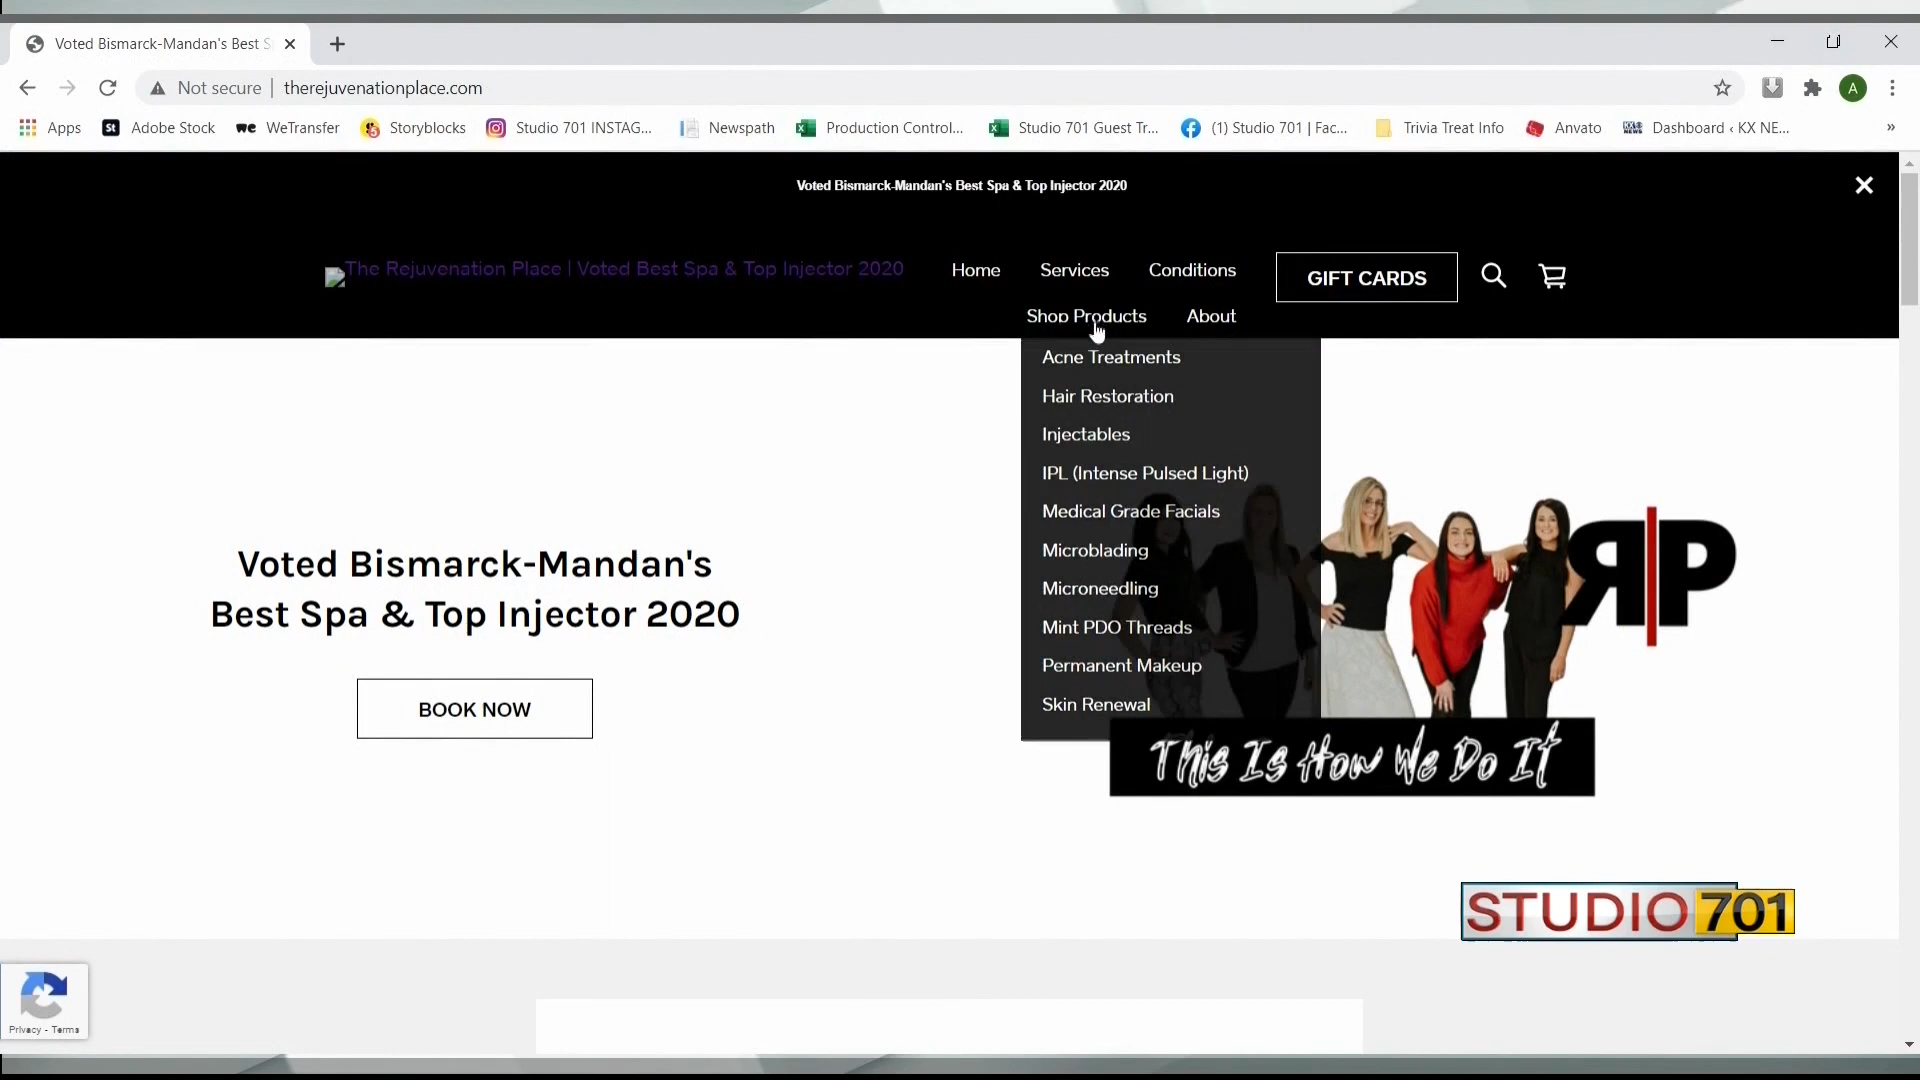 Voted Bismarck-Mandan's Best S
Not secure | therejuvenationplace.com
A
Apps
St Adobe Stock
we WeTransfer
Storyblocks
Studio 701 INSTAG...
Newspath
Production Control...
Studio 701 Guest Tr...
(1) Studio 701 | Fac...
Trivia Treat Info
Anvato
Dashboard ‹ KX NE...
»
Voted Bismarck-Mandan's Best Spa & Top Injector 2020
The Rejuvenation Place | Voted Best Spa & Top Injector 2020
Home Services Conditions
GIFT CARDS
Shop Products About
Acne Treatments
Hair Restoration
Injectables
IPL (Intense Pulsed Light)
Medical Grade Facials
Microblading
Microneedling
Mint PDO Threads
Permanent Makeup
Skin Renewal
Voted Bismarck-Mandan's
Best Spa & Top Injector 2020
BOOK NOW
R|P
This Is How We Do It
STUDIO 701
Privacy - Terms